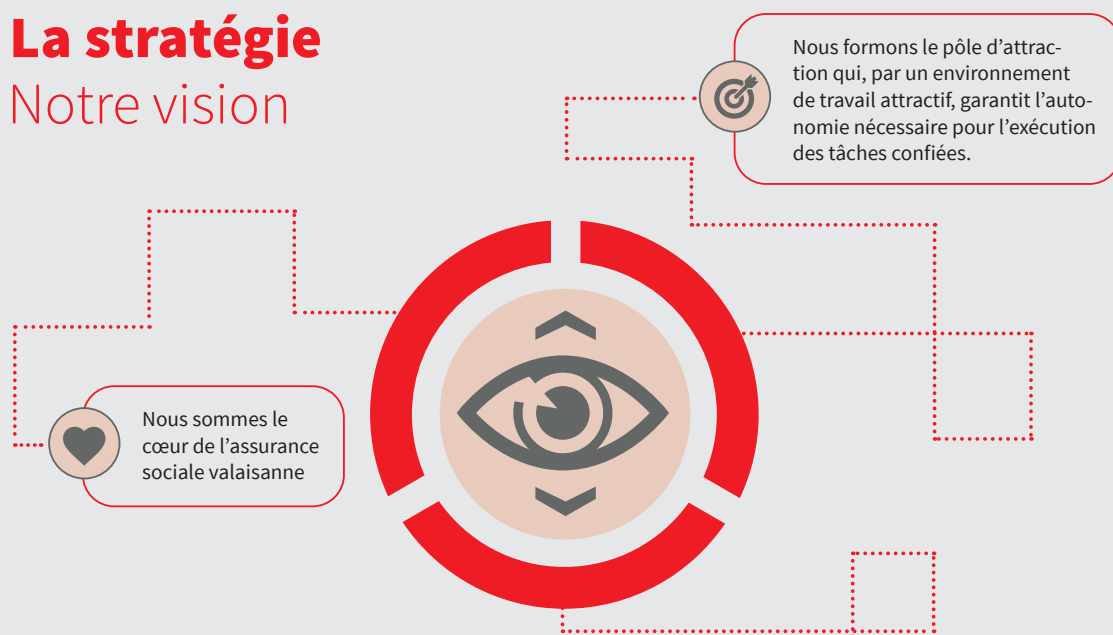 La stratégie
Notre vision
Nous formons le pôle d’attrac-
tion qui, par un environnement
de travail attractif, garantit l’auto-
nomie nécessaire pour l’exécution
des tâches confiées.
Nous sommes le
cœur de l’assurance
sociale valaisanne